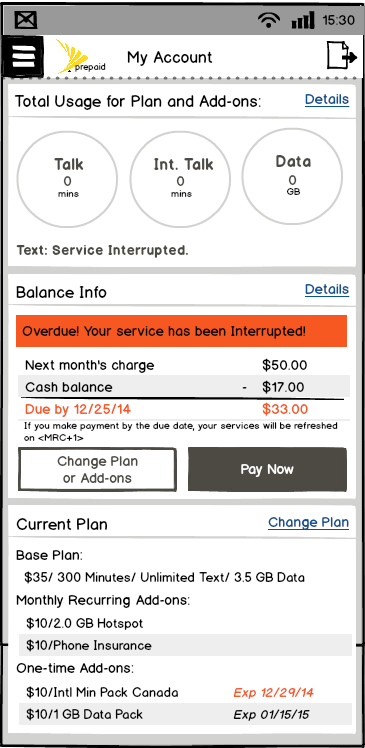 15:30
prepaid
My Account
Total Usage for Plan and Add-ons:
Details
Talk
0
mins
Int. Talk
0
mins
Data
0
GB
Text: Service Interrupted.
Balance Info
Details
Overdue! Your service has been Interrupted!
Next month's charge $50.00
Cash balance - $17.00
Due by 12/25/14 $33.00
If you make payment by the due date, your services will be refreshed
on <MRC+1>
Change Plan
or Add-ons
Pay Now
Current Plan
Change Plan
Base Plan:
$35/ 300 Minutes/ Unlimited Text/ 3.5 GB Data
Monthly Recurring Add-ons:
$10/2.0 GB Hotspot
$10/Phone Insurance
One-time Add-ons:
$10/Intl Min Pack Canada Exp 12/29/14
$10/1 GB Data Pack Exp 01/15/15